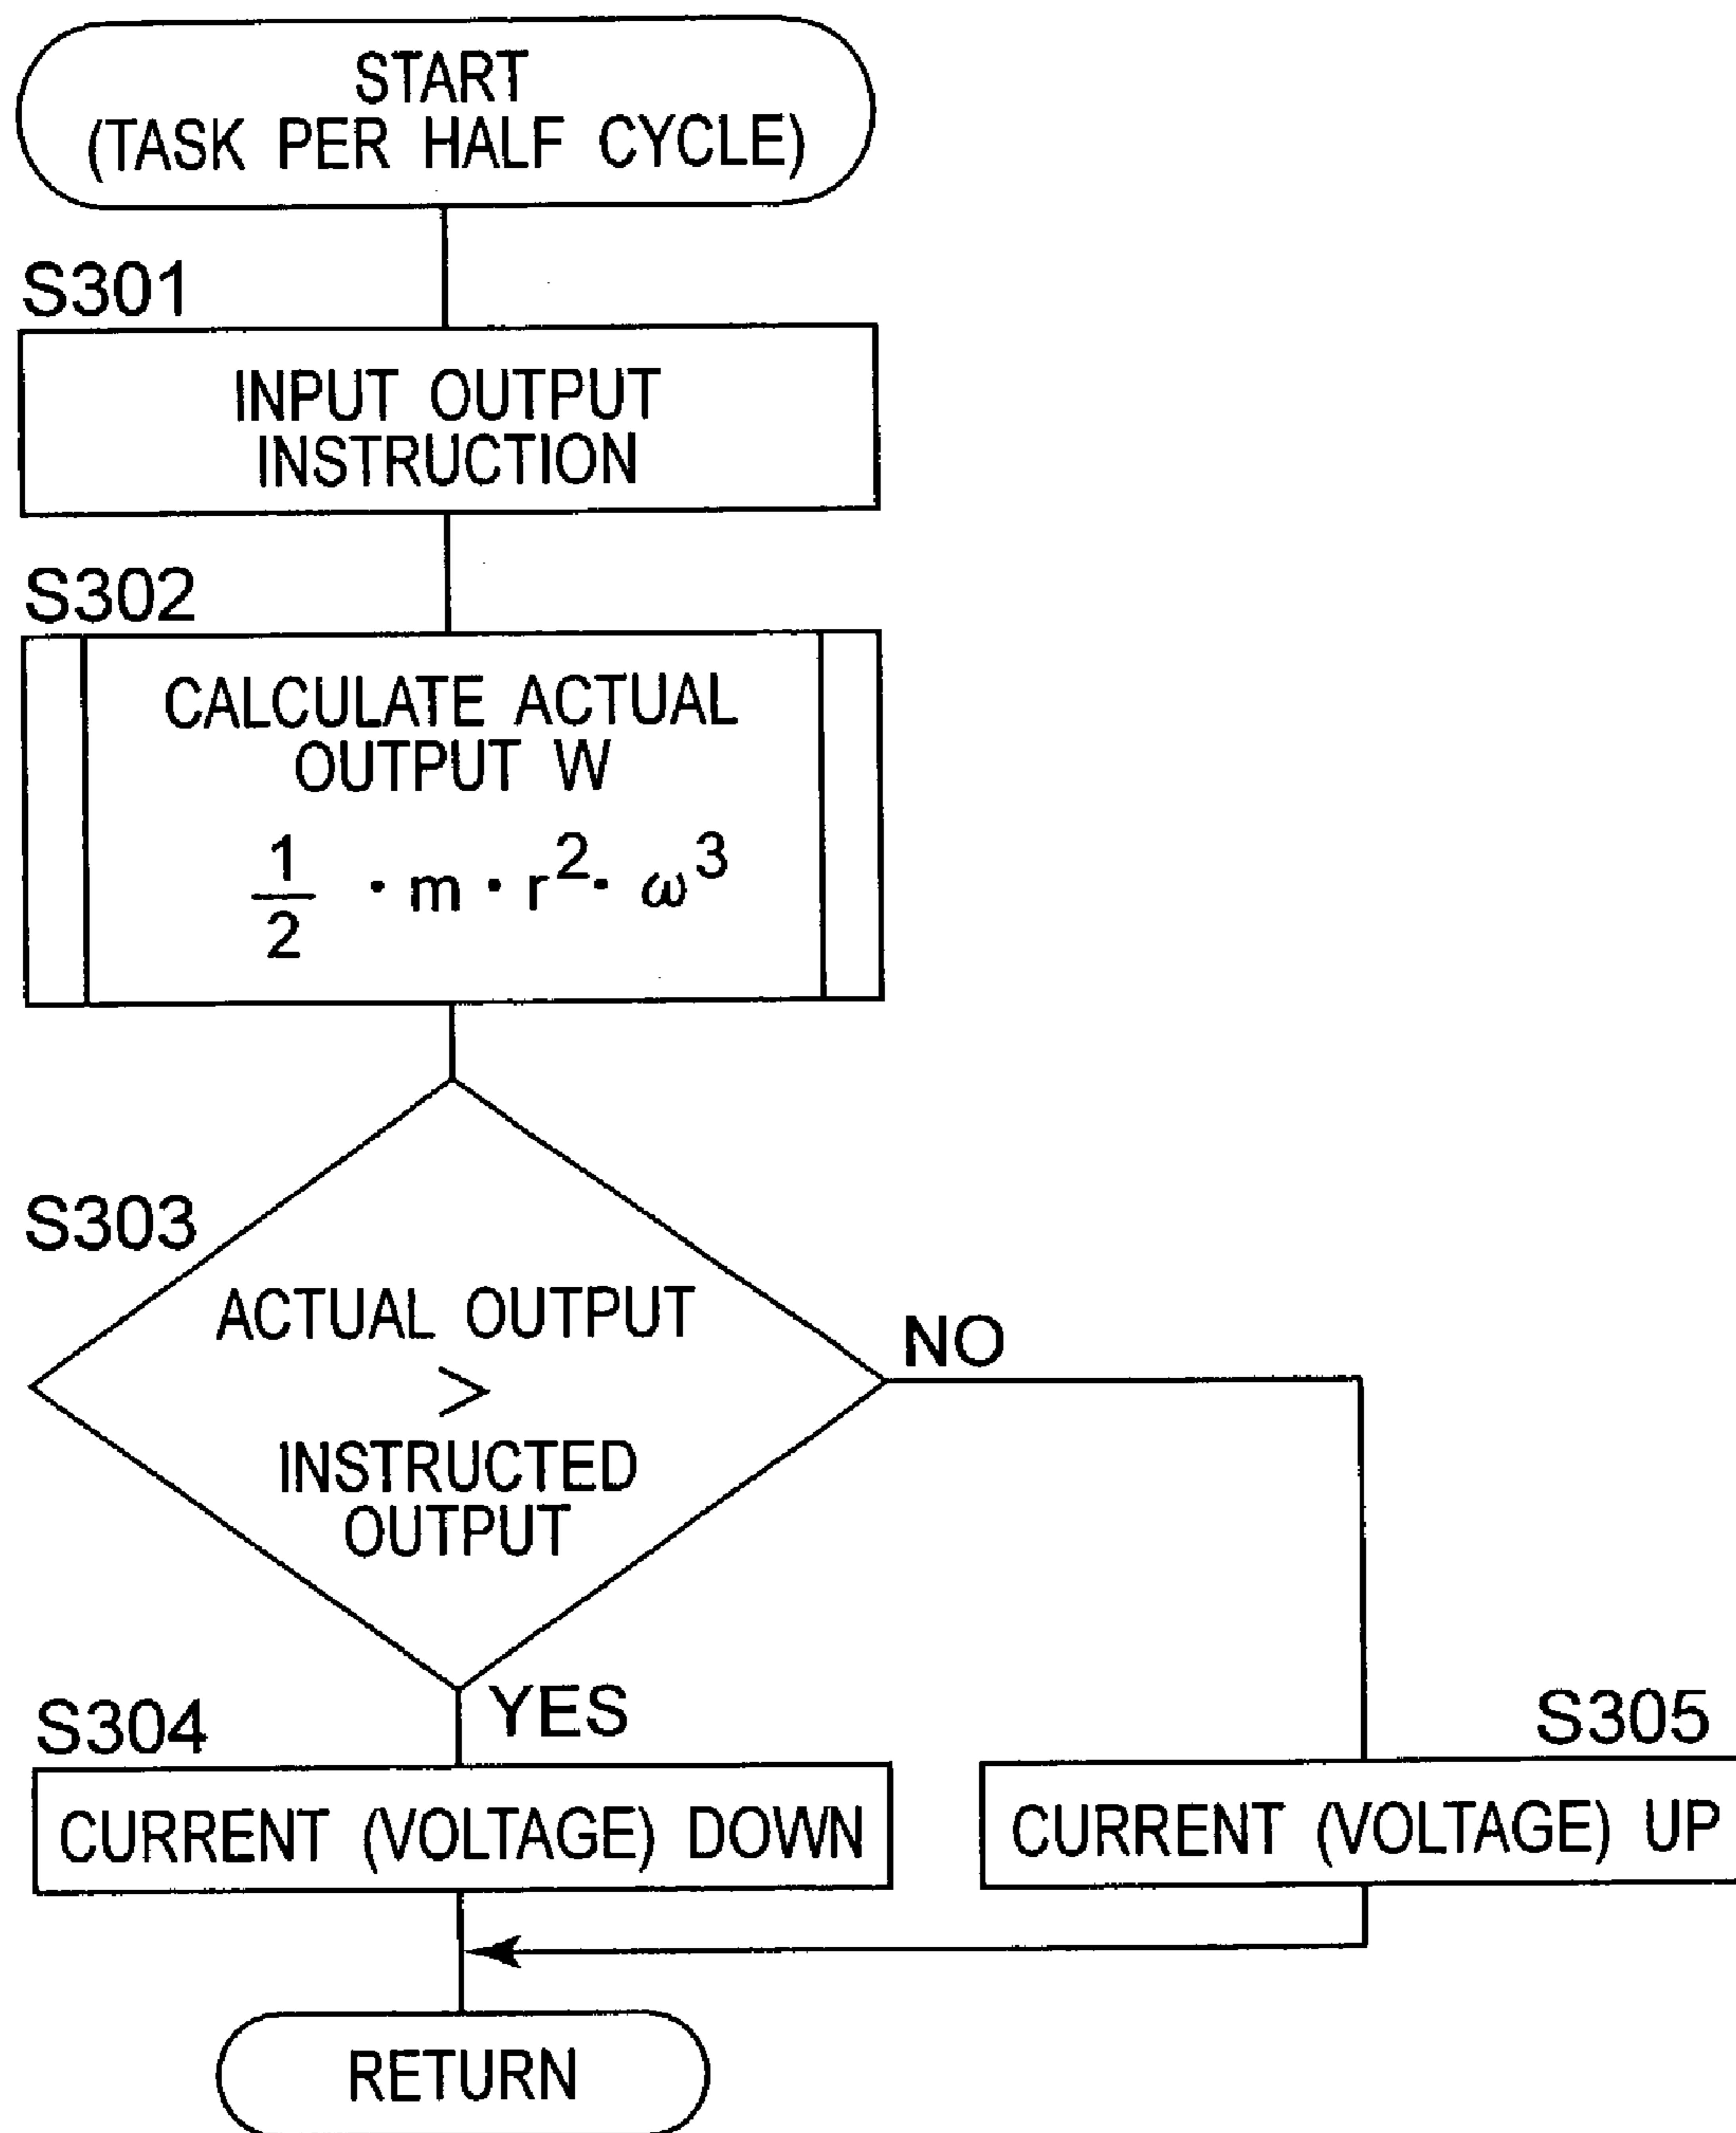 START
(TASK PER HALF CYCLE)
S301
INPUT OUTPUT
INSTRUCTION
S302
CALCULATE ACTUAL
OUTPUT W
1/2 · m · r² · ω³
S303
ACTUAL OUTPUT
>
INSTRUCTED
OUTPUT
NO
YES
S304
CURRENT (VOLTAGE) DOWN
S305
CURRENT (VOLTAGE) UP
RETURN